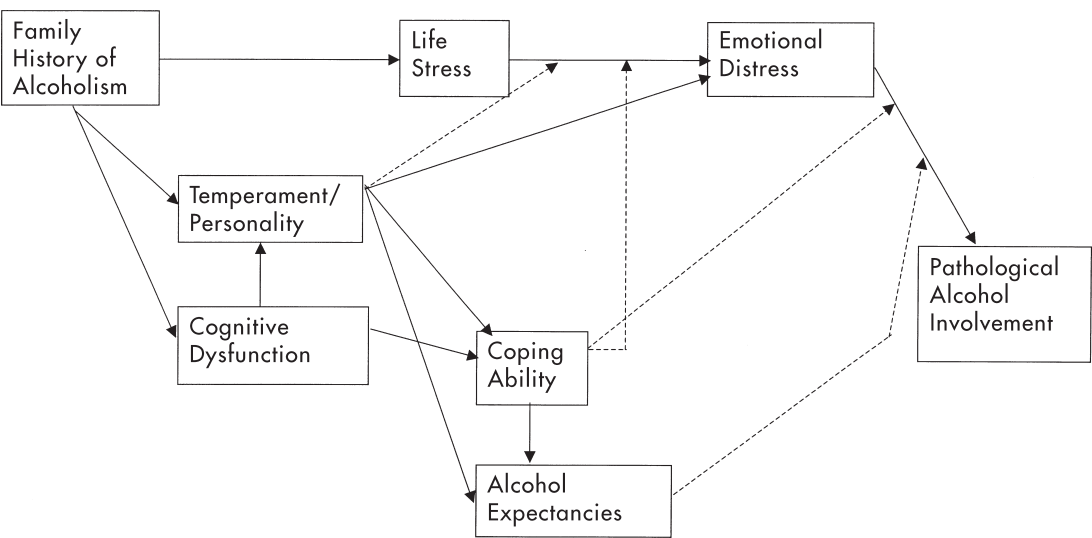 Family
History of
Alcoholism
Life
Stress
Emotional
Distress
Temperament/
Personality
Cognitive
Dysfunction
Coping
Ability
Pathological
Alcohol
Involvement
Alcohol
Expectancies